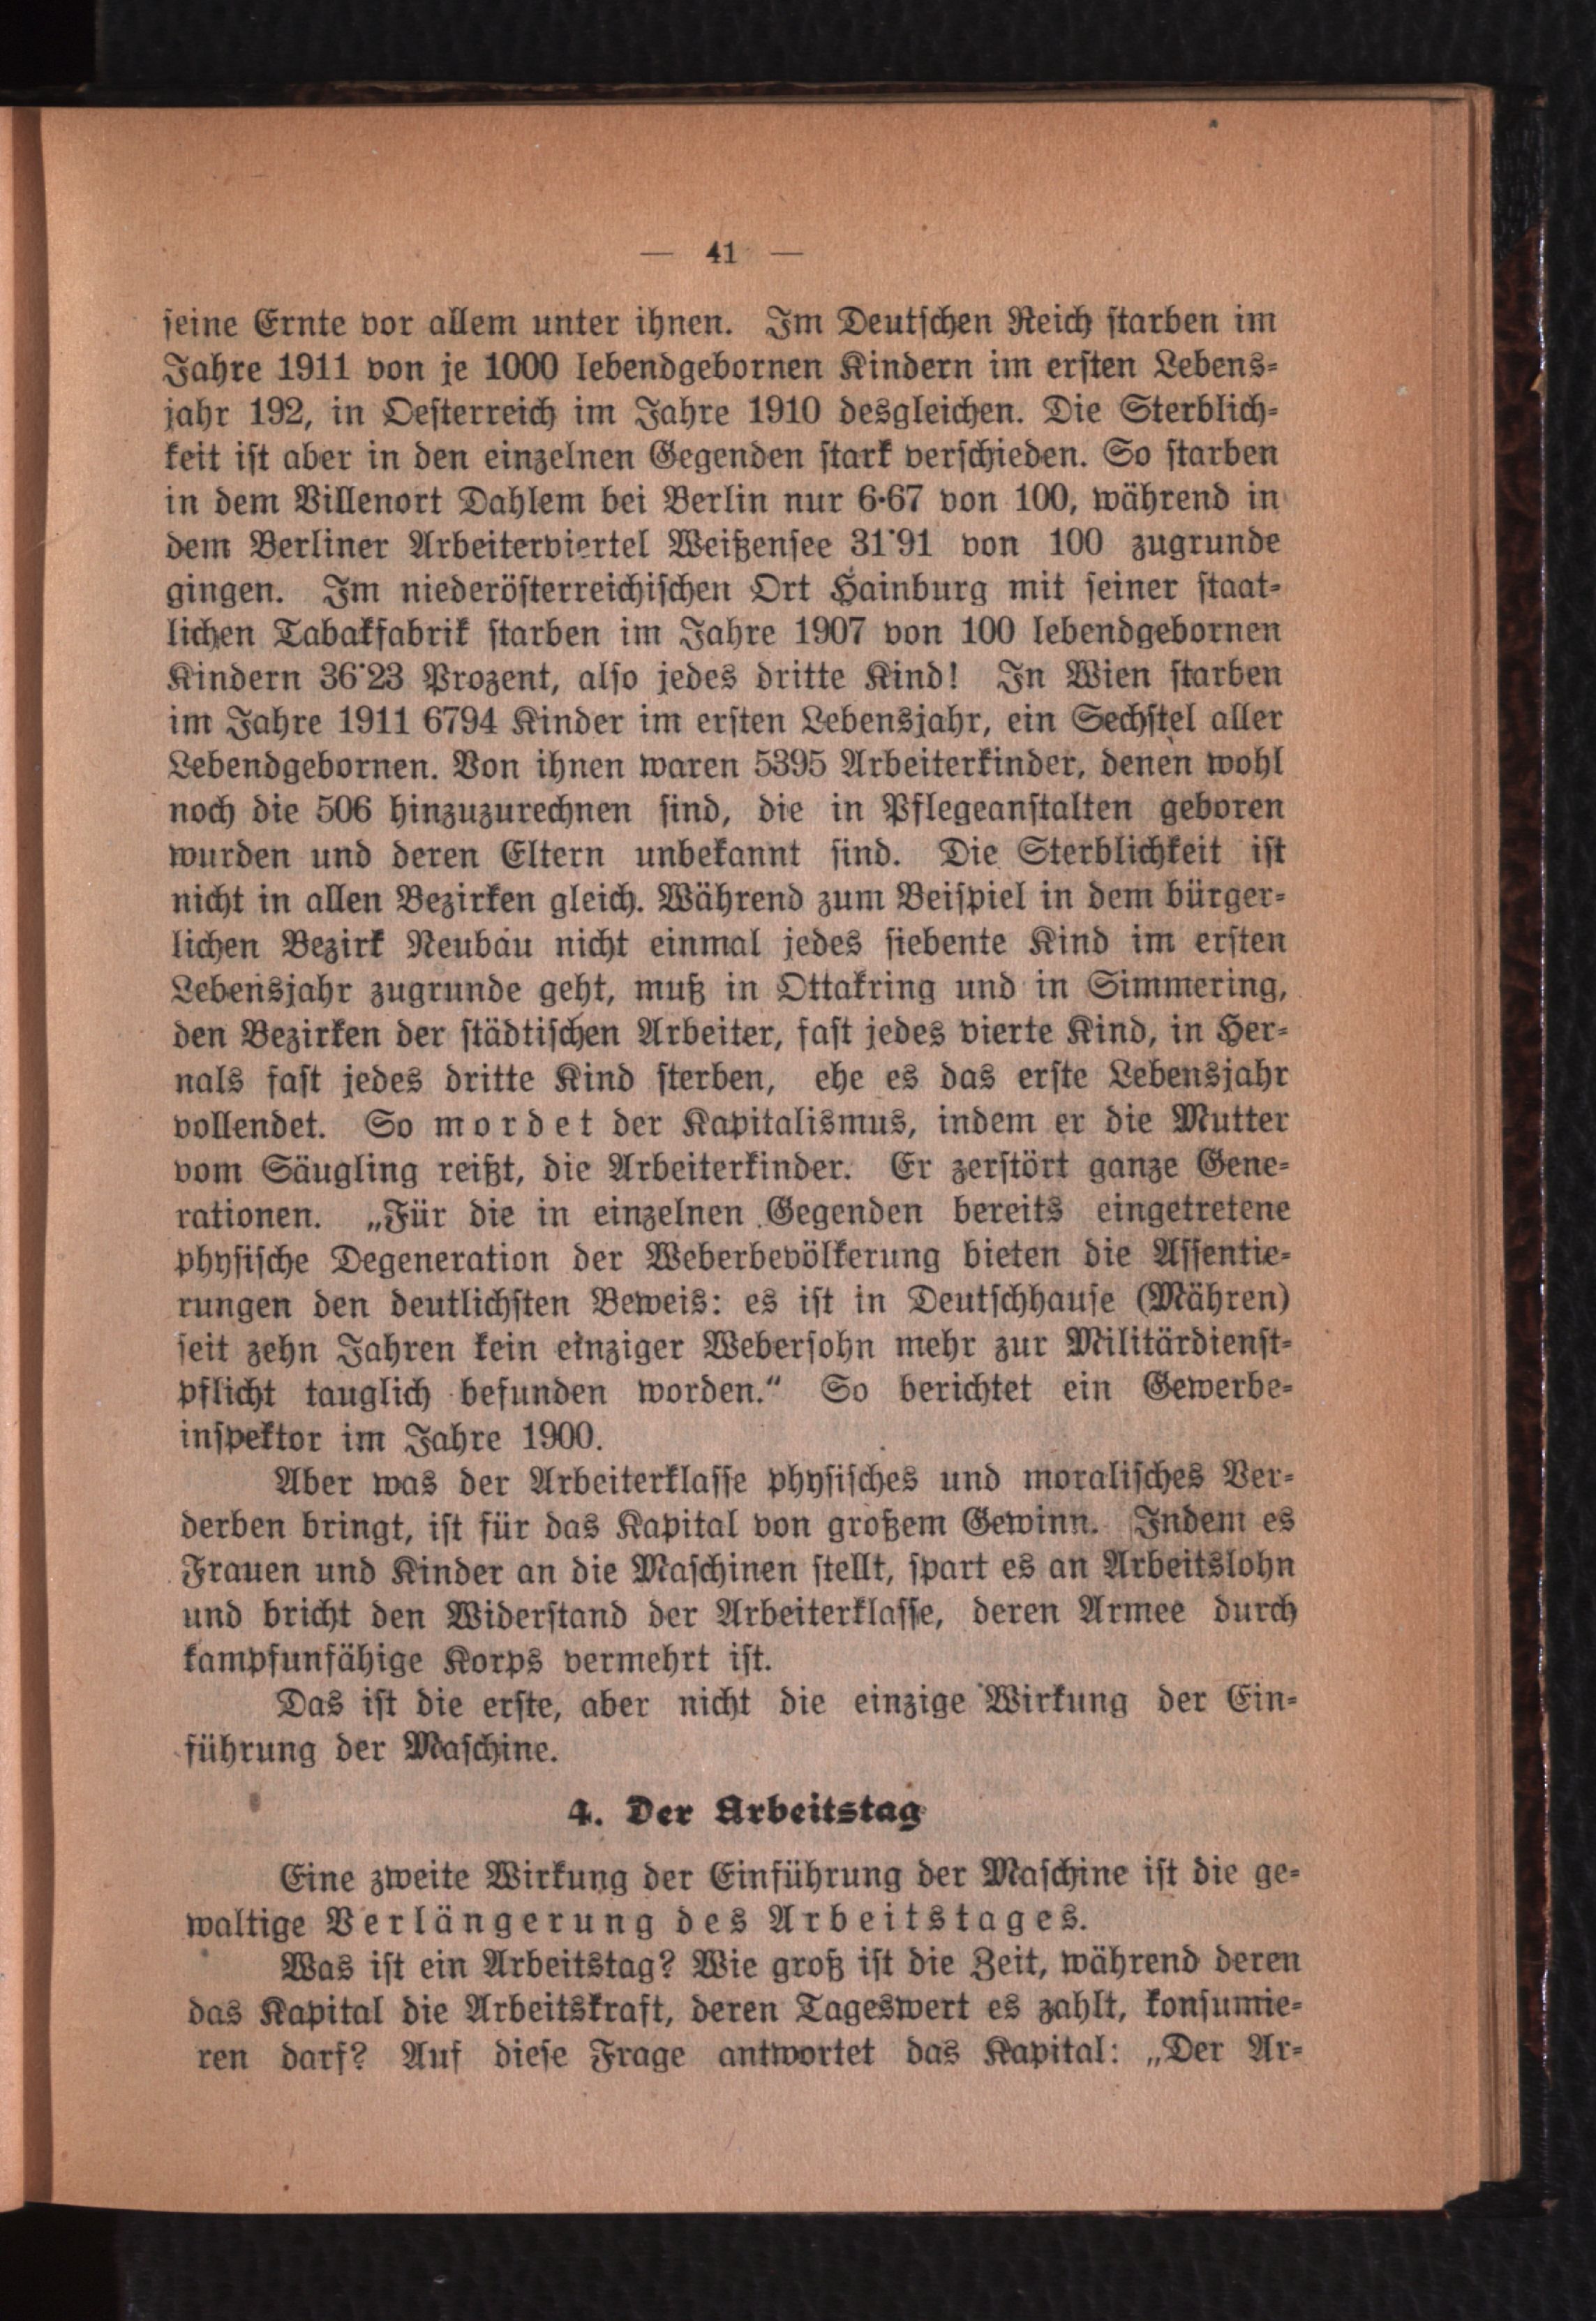 — 41 —
seine Ernte vor allem unter ihnen. Im Deutschen Reich starben im
Jahre 1911 von je 1000 lebendgebornen Kindern im ersten Lebens-
jahr 192, in Oesterreich im Jahre 1910 desgleichen. Die Sterblich-
keit ist aber in den einzelnen Gegenden stark verschieden. So starben
in dem Villenort Dahlem bei Berlin nur 6·67 von 100, während in
dem Berliner Arbeiterviertel Weißensee 31·91 von 100 zugrunde
gingen. Im niederösterreichischen Ort Hainburg mit seiner staat-
lichen Tabakfabrik starben im Jahre 1907 von 100 lebendgebornen
Kindern 36·23 Prozent, also jedes dritte Kind! In Wien starben
im Jahre 1911 6794 Kinder im ersten Lebensjahr, ein Sechstel aller
Lebendgebornen. Von ihnen waren 5395 Arbeiterkinder, denen wohl
noch die 506 hinzuzurechnen sind, die in Pflegeanstalten geboren
wurden und deren Eltern unbekannt sind. Die Sterblichkeit ist
nicht in allen Bezirken gleich. Während zum Beispiel in dem bürger-
lichen Bezirk Neubau nicht einmal jedes siebente Kind im ersten
Lebensjahr zugrunde geht, muß in Ottakring und in Simmering,
den Bezirken der städtischen Arbeiter, fast jedes vierte Kind, in Her-
nals fast jedes dritte Kind sterben, ehe es das erste Lebensjahr
vollendet. So mordet der Kapitalismus, indem er die Mutter
vom Säugling reißt, die Arbeiterkinder. Er zerstört ganze Gene-
rationen. „Für die in einzelnen Gegenden bereits eingetretene
physische Degeneration der Weberbevölkerung bieten die Assentie-
rungen den deutlichsten Beweis: es ist in Deutschhause (Mähren)
seit zehn Jahren kein einziger Webersohn mehr zur Militärdienst-
pflicht tauglich befunden worden.“ So berichtet ein Gewerbe-
inspektor im Jahre 1900.
Aber was der Arbeiterklasse physisches und moralisches Ver-
derben bringt, ist für das Kapital von großem Gewinn. Indem es
Frauen und Kinder an die Maschinen stellt, spart es an Arbeitslohn
und bricht den Widerstand der Arbeiterklasse, deren Armee durch
kampfunfähige Korps vermehrt ist.
Das ist die erste, aber nicht die einzige Wirkung der Ein-
führung der Maschine.
4. Der Arbeitstag
Eine zweite Wirkung der Einführung der Maschine ist die ge-
waltige Verlängerung des Arbeitstages.
Was ist ein Arbeitstag? Wie groß ist die Zeit, während deren
das Kapital die Arbeitskraft, deren Tageswert es zahlt, konsumie-
ren darf? Auf diese Frage antwortet das Kapital: „Der Ar-